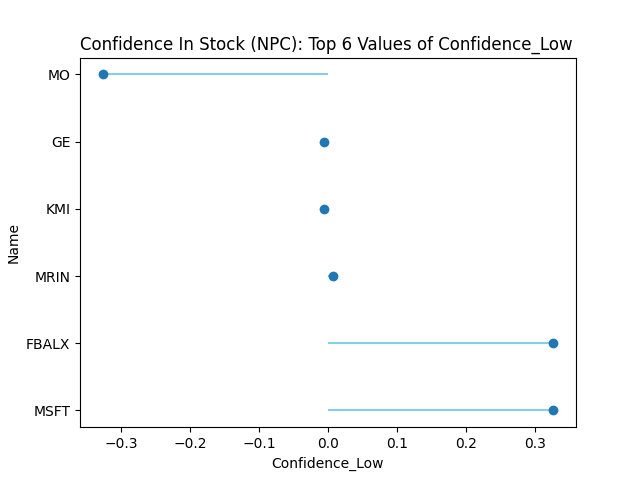 Confidence In Stock (NPC): Top 6 Values of Confidence_Low
MO
GE
KMI
MRIN
FBALX
MSFT
Name
−0.3 −0.2 −0.1 0.0 0.1 0.2 0.3
Confidence_Low